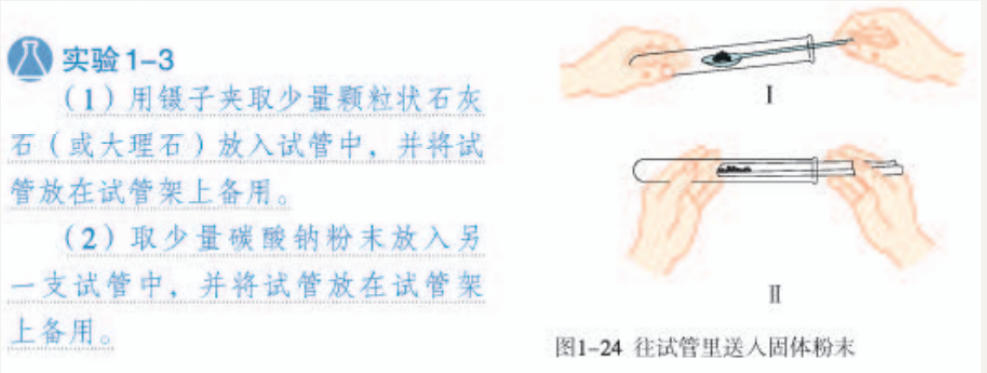 实验1-3
（1）用镊子夹取少量颗粒状石灰
石（或大理石）放入试管中，并将试
管放在试管架上备用。
（2）取少量碳酸钠粉末放入另
一支试管中，并将试管放在试管架
上备用。
Ⅰ
Ⅱ
图1-24 往试管里送入固体粉末